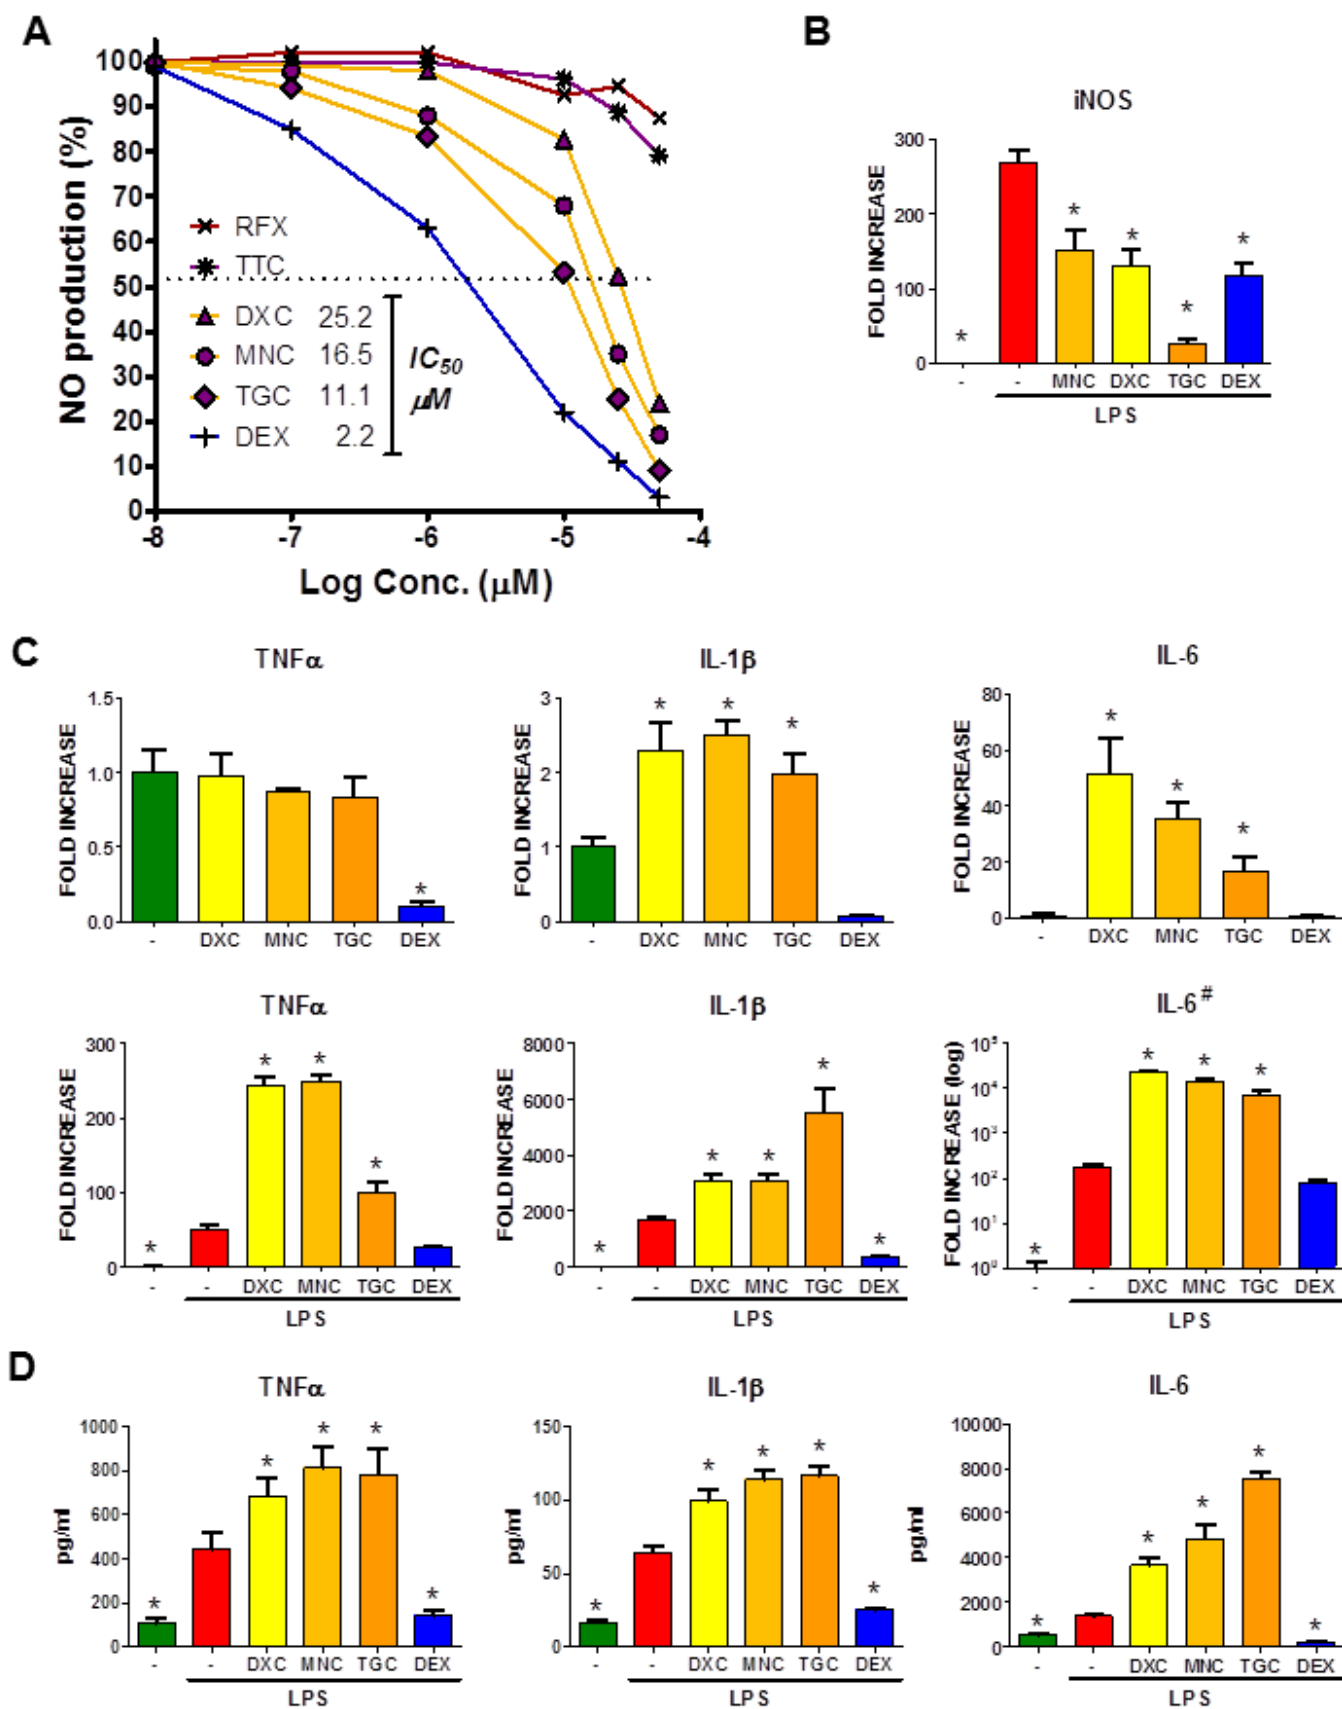 A
100
90
80
70
60
50
40
30
20
10
0
NO production (%)
RFX
TTC
DXC 25.2
MNC 16.5
TGC 11.1
DEX 2.2
IC50
µM
-8 -7 -6 -5 -4
Log Conc. (µM)
B
iNOS
FOLD INCREASE
300
200
100
0
* * * * *
- - MNC DXC TGC DEX
LPS
C
TNFα
FOLD INCREASE
1.5
1.0
0.5
0.0
*
- DXC MNC TGC DEX
IL-1β
FOLD INCREASE
3
2
1
0
* * *
- DXC MNC TGC DEX
IL-6
FOLD INCREASE
80
60
40
20
0
* * *
- DXC MNC TGC DEX
TNFα
FOLD INCREASE
300
200
100
0
* * * *
- - DXC MNC TGC DEX
LPS
IL-1β
FOLD INCREASE
8000
6000
4000
2000
0
* * * * *
- - DXC MNC TGC DEX
LPS
IL-6#
FOLD INCREASE (log)
10⁵
10⁴
10³
10²
10¹
10⁰
* * * *
- - DXC MNC TGC DEX
LPS
D
TNFα
pg/ml
1000
800
600
400
200
0
* * * * *
- - DXC MNC TGC DEX
LPS
IL-1β
pg/ml
150
100
50
0
* * * * *
- - DXC MNC TGC DEX
LPS
IL-6
pg/ml
10000
8000
6000
4000
2000
0
* * * * *
- - DXC MNC TGC DEX
LPS